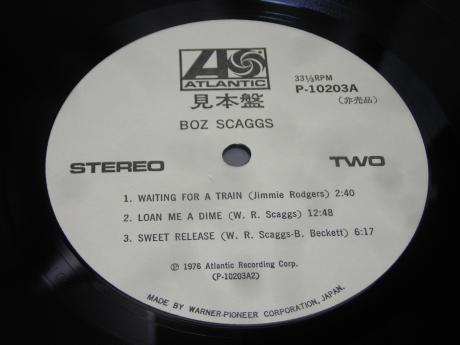 ATLANTIC
33⅓RPM
P-10203A
見本盤
(非売品)
BOZ SCAGGS
STEREO
TWO
1. WAITING FOR A TRAIN (Jimmie Rodgers) 2:40
2. LOAN ME A DIME (W. R. Scaggs) 12:48
3. SWEET RELEASE (W. R. Scaggs-B. Beckett) 6:17
℗ 1976 Atlantic Recording Corp.
(P-10203A2)
MADE BY WARNER-PIONEER CORPORATION, JAPAN.